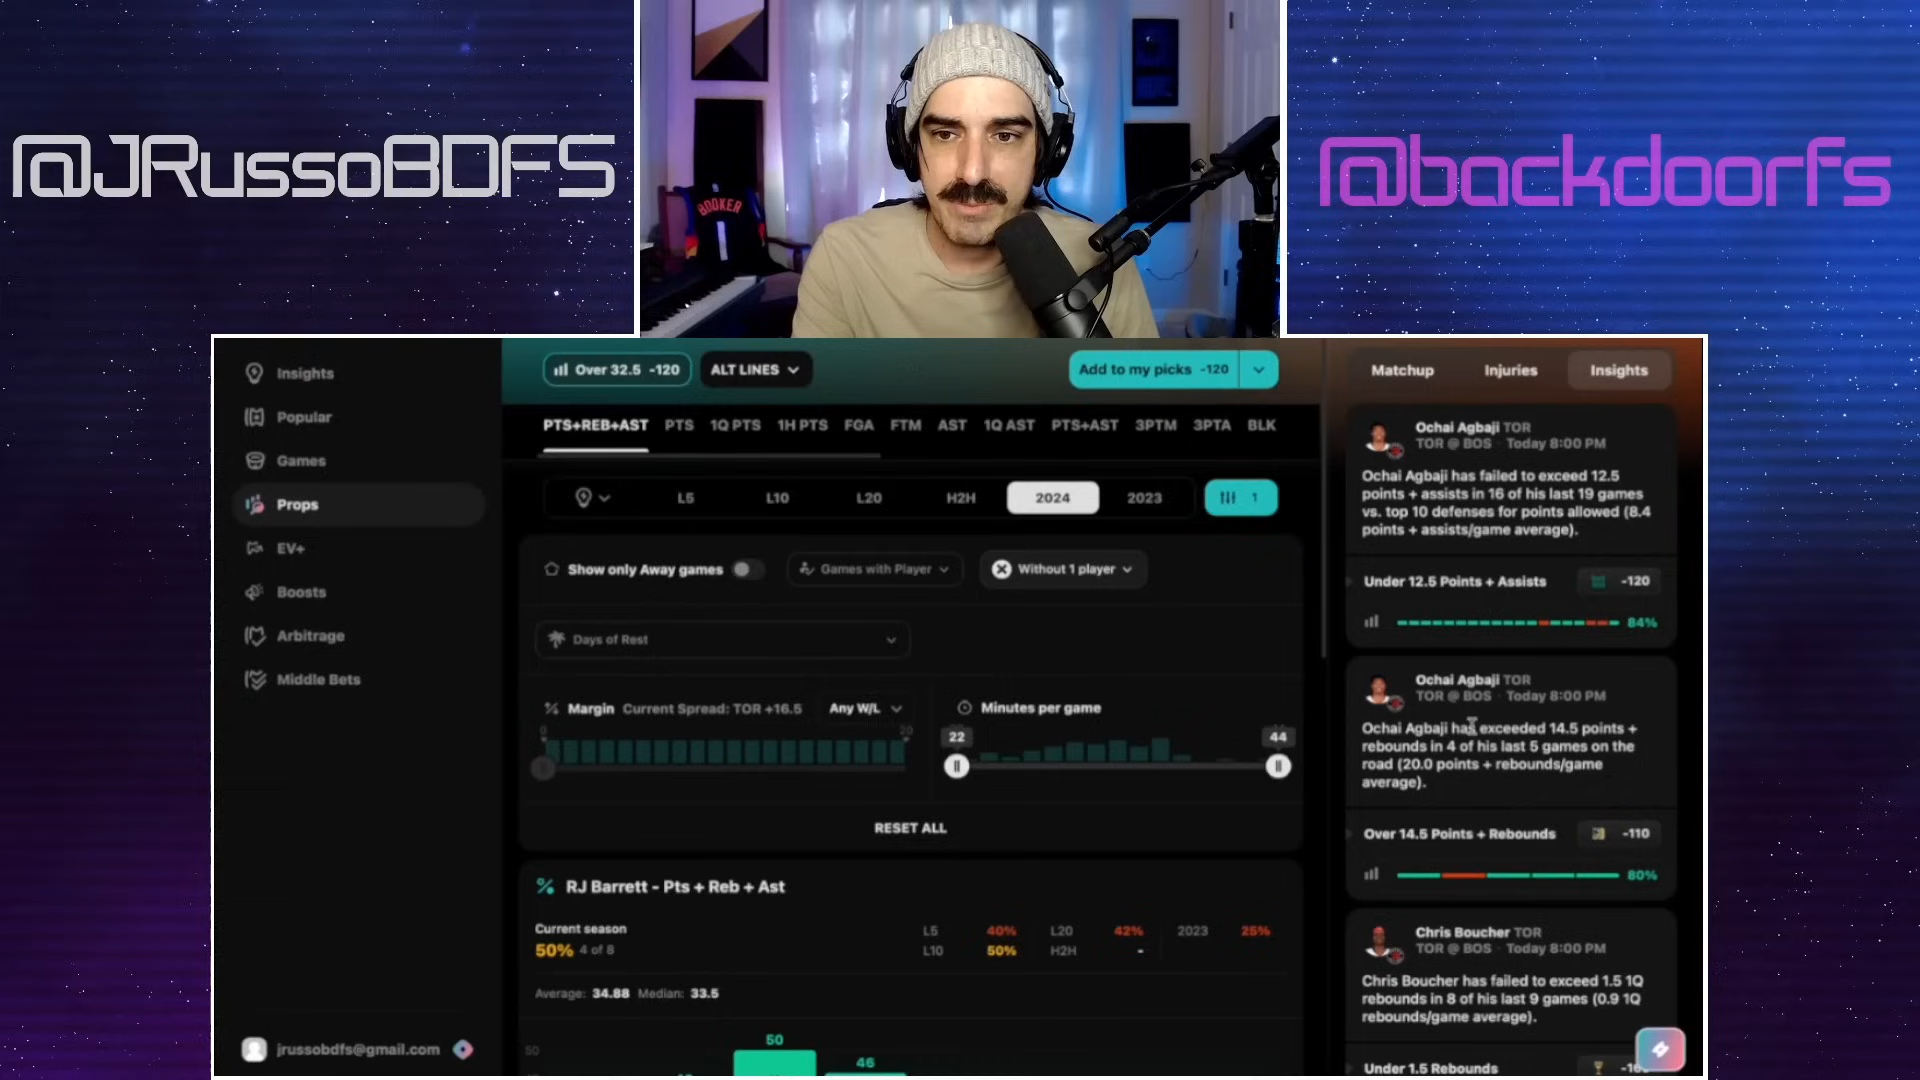 @JRussoBDFS
@backdoorfs
BOOKER
1
Insights
Popular
Games
Props
EV+
Boosts
Arbitrage
Middle Bets
jrussobdfs@gmail.com
Over 32.5 -120
ALT LINES
Add to my picks -120
PTS+REB+AST PTS 1Q PTS 1H PTS FGA FTM AST 1Q AST PTS+AST 3PTM 3PTA BLK
L5 L10 L20 H2H 2024 2023 1
Show only Away games
Games with Player
Without 1 player
Days of Rest
Margin Current Spread: TOR +16.5 Any W/L
0 20
Minutes per game
22 44
RESET ALL
RJ Barrett - Pts + Reb + Ast
Current season
50% 4 of 8
L5 40% L20 42% 2023 25%
L10 50% H2H -
Average: 34.88 Median: 33.5
50
50
46
Matchup Injuries Insights
Ochai Agbaji TOR
TOR @ BOS · Today 8:00 PM
Ochai Agbaji has failed to exceed 12.5
points + assists in 16 of his last 19 games
vs. top 10 defenses for points allowed (8.4
points + assists/game average).
Under 12.5 Points + Assists -120
84%
Ochai Agbaji TOR
TOR @ BOS · Today 8:00 PM
Ochai Agbaji has exceeded 14.5 points +
rebounds in 4 of his last 5 games on the
road (20.0 points + rebounds/game
average).
Over 14.5 Points + Rebounds -110
80%
Chris Boucher TOR
TOR @ BOS · Today 8:00 PM
Chris Boucher has failed to exceed 1.5 1Q
rebounds in 8 of his last 9 games (0.9 1Q
rebounds/game average).
Under 1.5 Rebounds